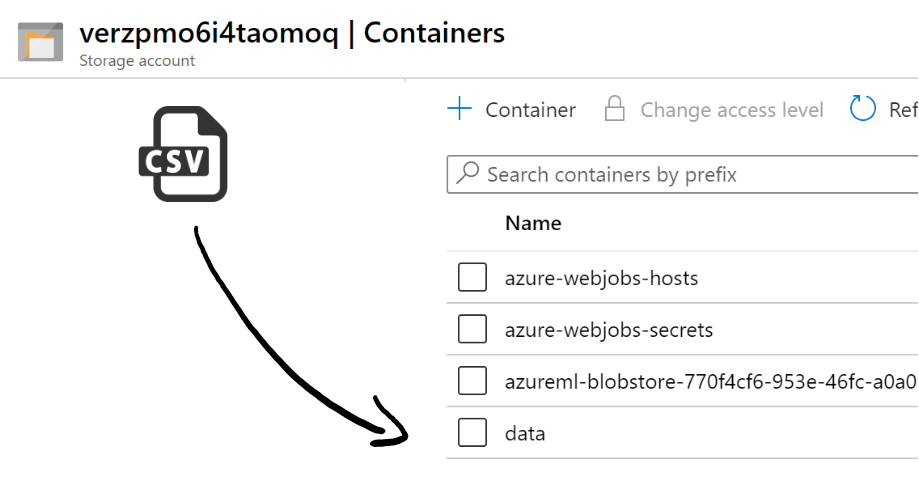 verzpmo6i4taomoq | Containers
Storage account
CSV
Container
Change access level
Ref
Search containers by prefix
Name
azure-webjobs-hosts
azure-webjobs-secrets
azureml-blobstore-770f4cf6-953e-46fc-a0a0
data